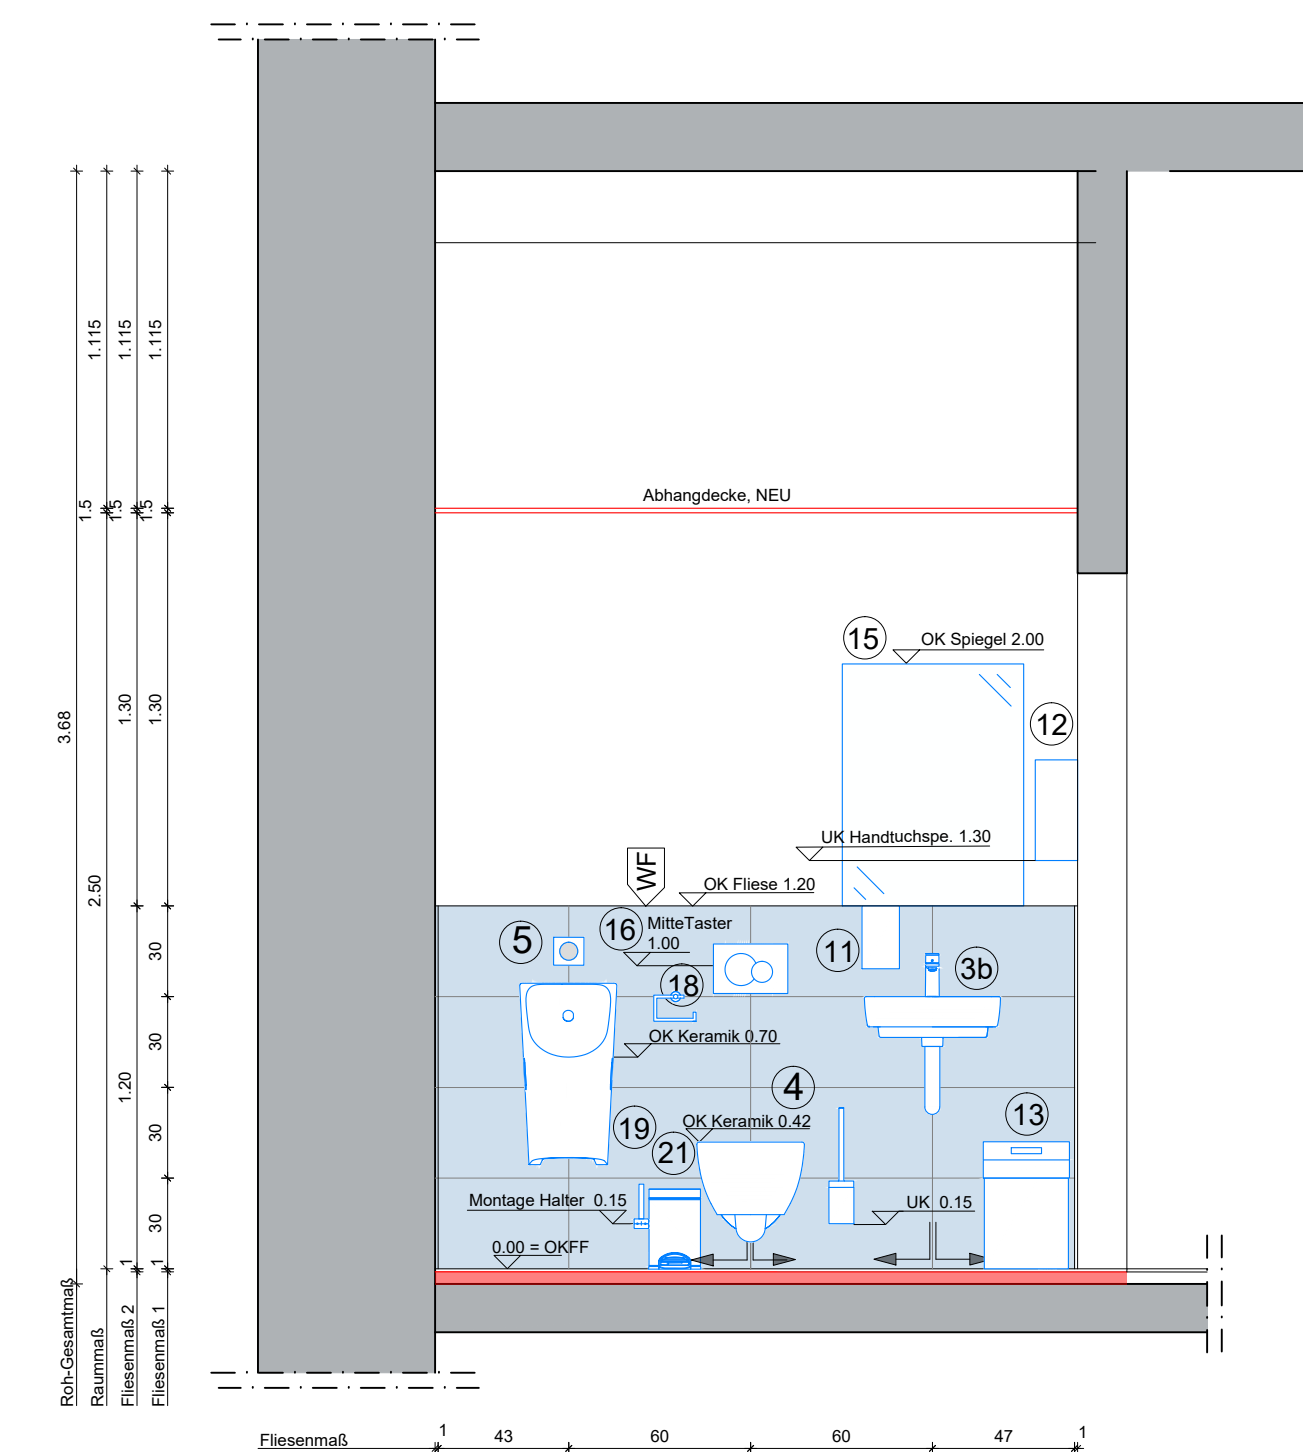 Abhangdecke, NEU
15
OK Spiegel 2.00
12
UK Handtuchspe. 1.30
WF
OK Fliese 1.20
5
16
MitteTaster
1.00
11
3b
18
OK Keramik 0.70
4
19
OK Keramik 0.42
13
21
Montage Halter 0.15
UK 0.15
0.00 = OKFF
3.68
Roh-Gesamtmaß
1.115
1.5
2.50
Raummaß
1.115
1.5
1.30
1.20
1
Fliesenmaß 2
1.115
1.5
1.30
30
30
30
30
1
Fliesenmaß 1
Fliesenmaß
1
43
60
60
47
1